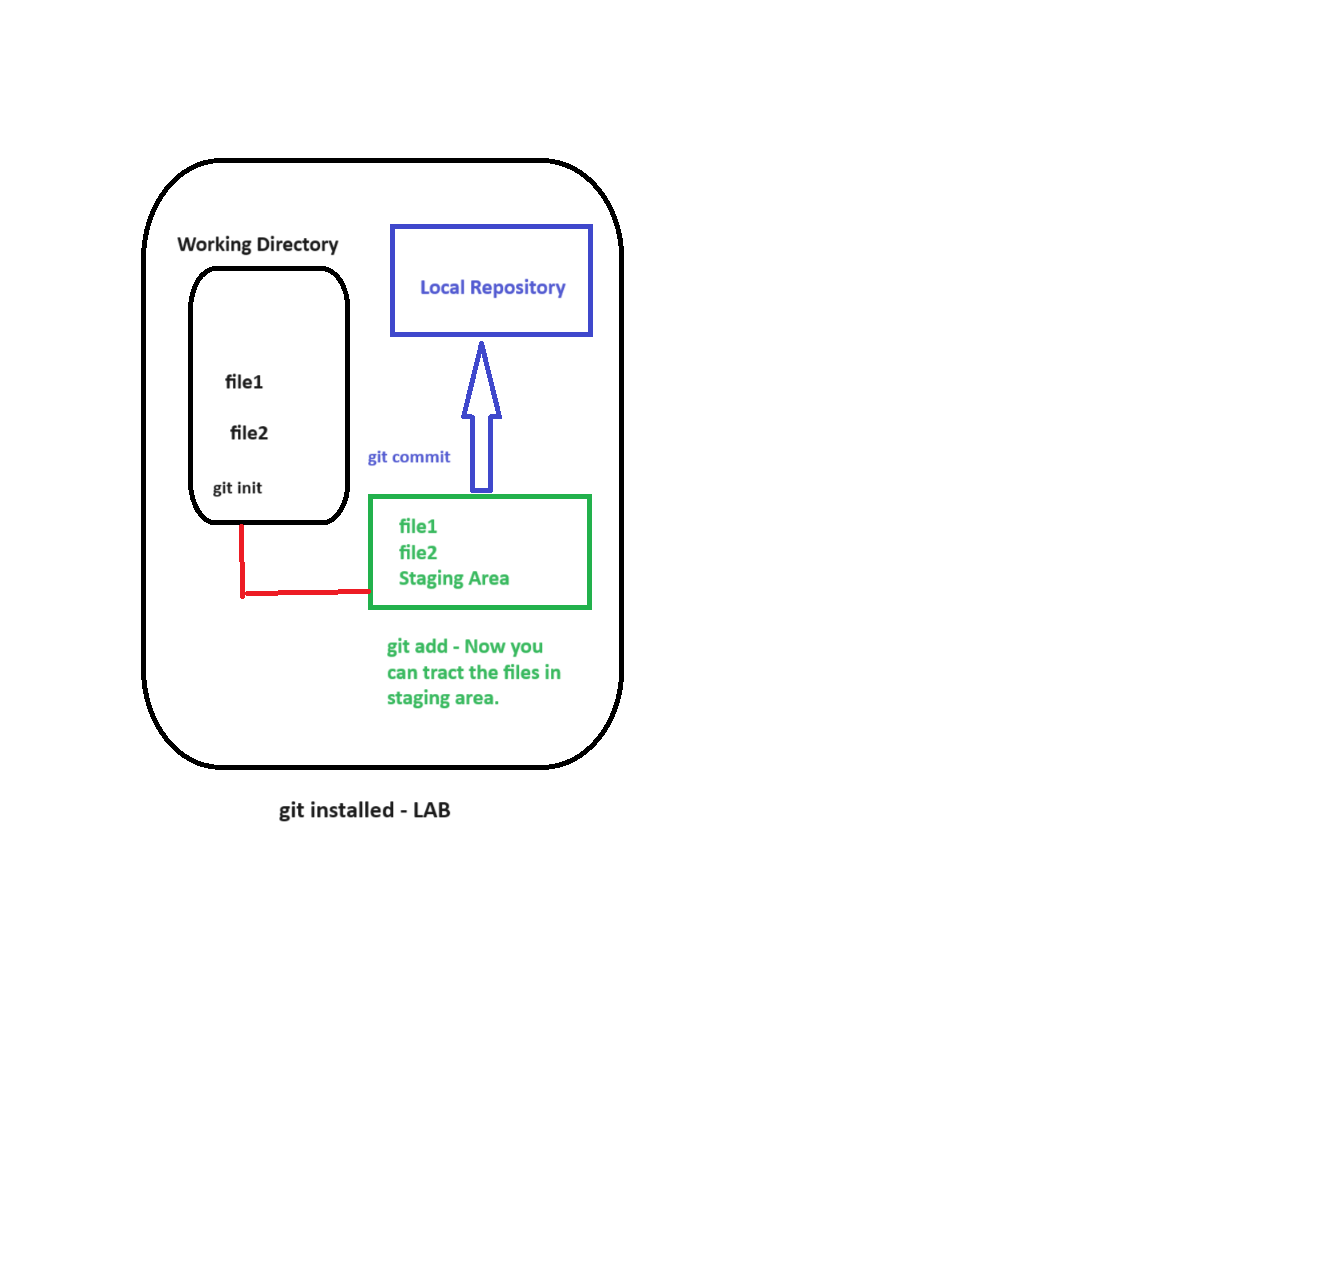 Working Directory
Local Repository
file1
file2
git init
git commit
file1
file2
Staging Area
git add - Now you
can tract the files in
staging area.
git installed - LAB